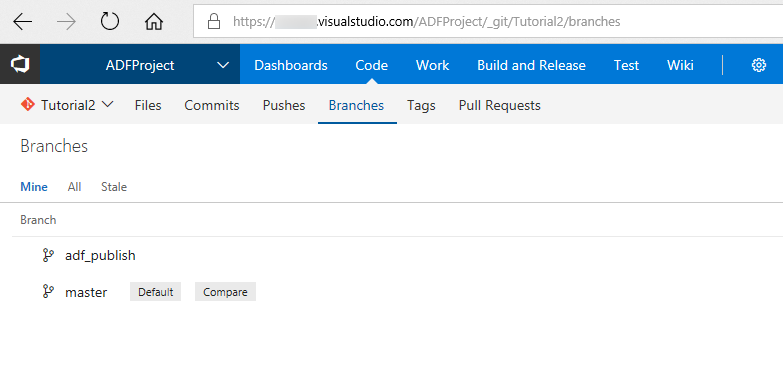 https:// .visualstudio.com/ADFProject/_git/Tutorial2/branches
ADFProject Dashboards Code Work Build and Release Test Wiki
Tutorial2 Files Commits Pushes Branches Tags Pull Requests
Branches
Mine All Stale
Branch
adf_publish
master Default Compare